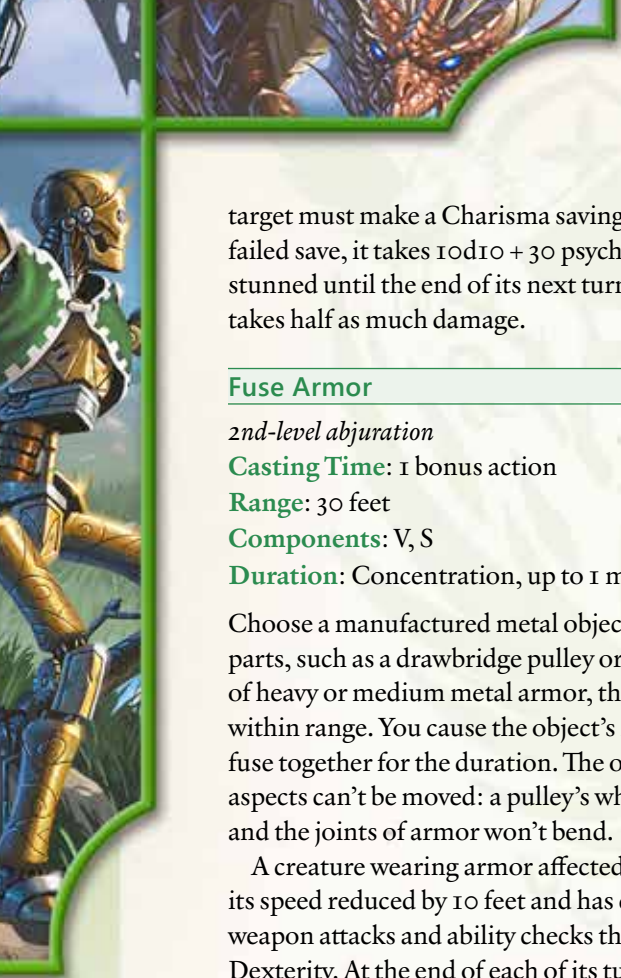 target must make a Charisma saving
failed save, it takes 10d10 + 30 psych
stunned until the end of its next turn
takes half as much damage.
Fuse Armor
2nd-level abjuration
Casting Time: 1 bonus action
Range: 30 feet
Components: V, S
Duration: Concentration, up to 1 m
Choose a manufactured metal objec
parts, such as a drawbridge pulley or
of heavy or medium metal armor, th
within range. You cause the object's
fuse together for the duration. The o
aspects can't be moved: a pulley's wh
and the joints of armor won't bend.
A creature wearing armor affected
its speed reduced by 10 feet and has
weapon attacks and ability checks th
Dexterity. At the end of each of its tu